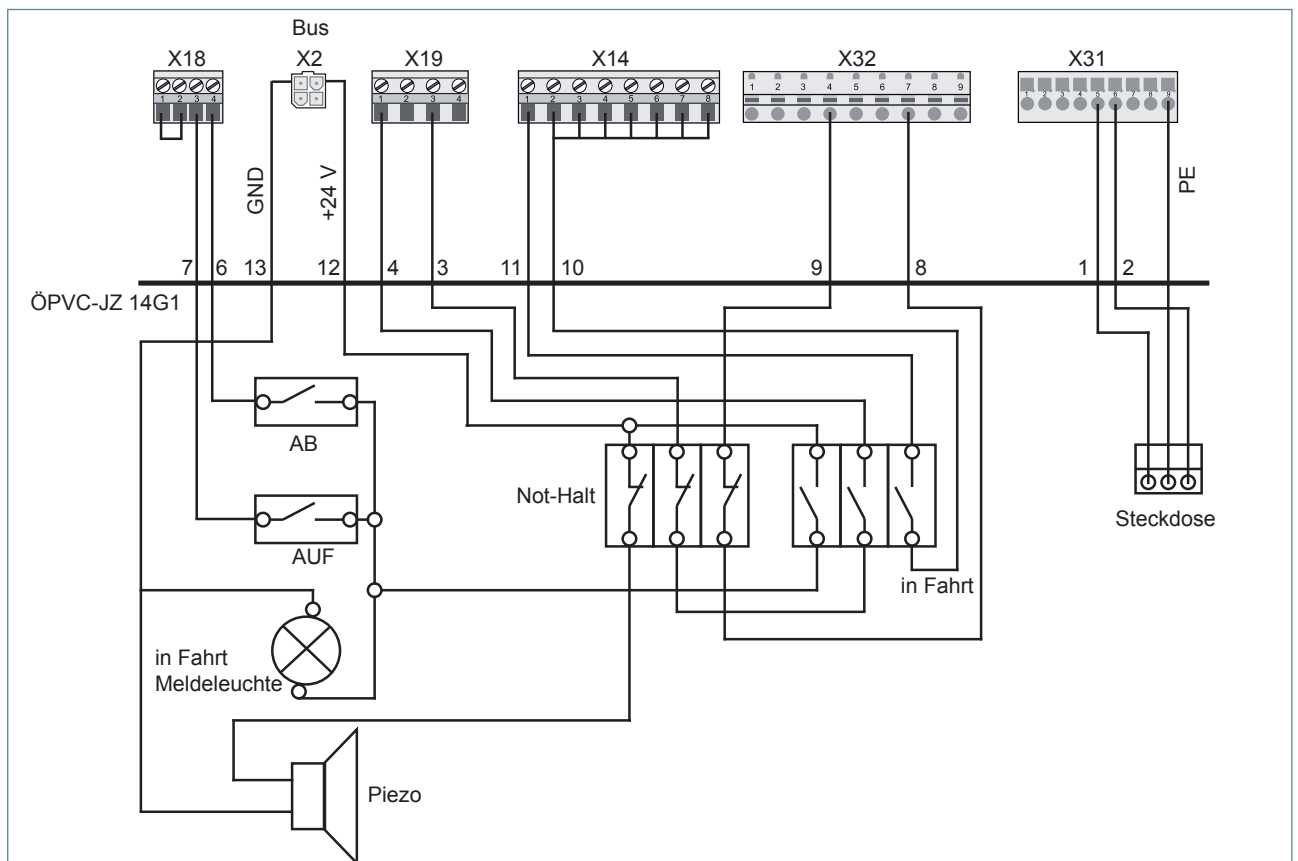 Bus
X18 X2 X19 X14 X32 X31
1 2 3 4
1 2 3 4
1 2 3 4 5 6 7 8
1 2 3 4 5 6 7 8 9
1 2 3 4 5 6 7 8 9
GND
+24 V
PE
7 6 13 12 4 3 11 10 9 8 1 2
ÖPVC-JZ 14G1
AB
Not-Halt
Steckdose
AUF
in Fahrt
in Fahrt
Meldeleuchte
Piezo